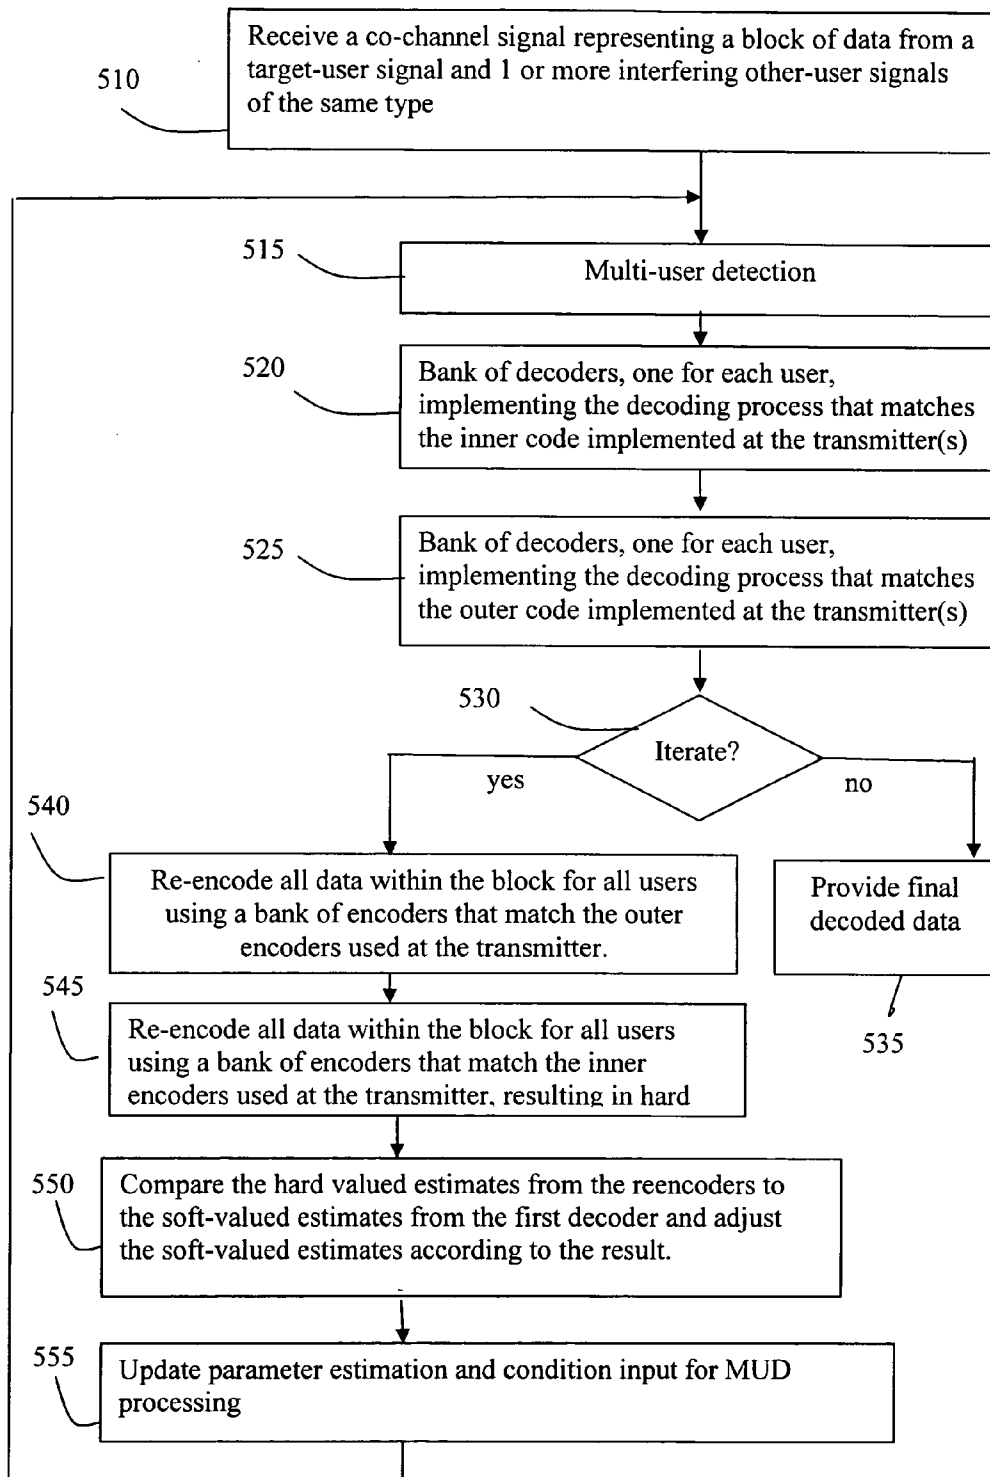 Receive a co-channel signal representing a block of data from a
target-user signal and 1 or more interfering other-user signals
of the same type
510
515
Multi-user detection
520
Bank of decoders, one for each user,
implementing the decoding process that matches
the inner code implemented at the transmitter(s)
525
Bank of decoders, one for each user,
implementing the decoding process that matches
the outer code implemented at the transmitter(s)
530
Iterate?
yes
no
540
Re-encode all data within the block for all users
using a bank of encoders that match the outer
encoders used at the transmitter.
Provide final
decoded data
535
545
Re-encode all data within the block for all users
using a bank of encoders that match the inner
encoders used at the transmitter, resulting in hard
550
Compare the hard valued estimates from the reencoders to
the soft-valued estimates from the first decoder and adjust
the soft-valued estimates according to the result.
555
Update parameter estimation and condition input for MUD
processing